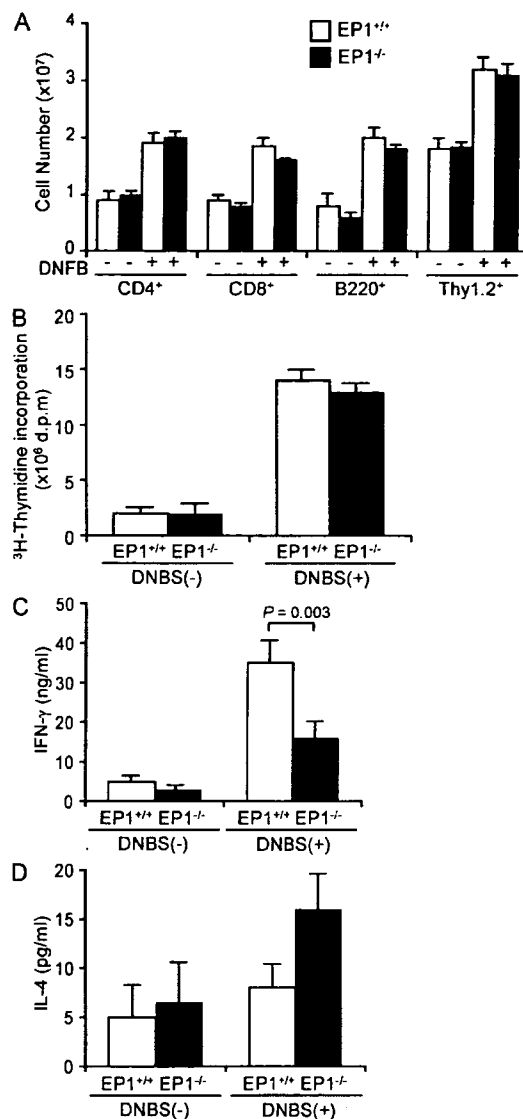 A
EP1+/+
EP1-/-
Cell Number (x10⁷)
4
3
2
1
0
DNFB - - + + - - + + - - + + - - + +
CD4+ CD8+ B220+ Thy1.2+
B
³H-Thymidine incorporation
(x10⁶ d.p.m)
20
15
10
5
0
EP1+/+ EP1-/- EP1+/+ EP1-/-
DNBS(-) DNBS(+)
C
IFN-γ (ng/ml)
50
40
30
20
10
0
P = 0.003
EP1+/+ EP1-/- EP1+/+ EP1-/-
DNBS(-) DNBS(+)
D
IL-4 (pg/ml)
20
15
10
5
0
EP1+/+ EP1-/- EP1+/+ EP1-/-
DNBS(-) DNBS(+)